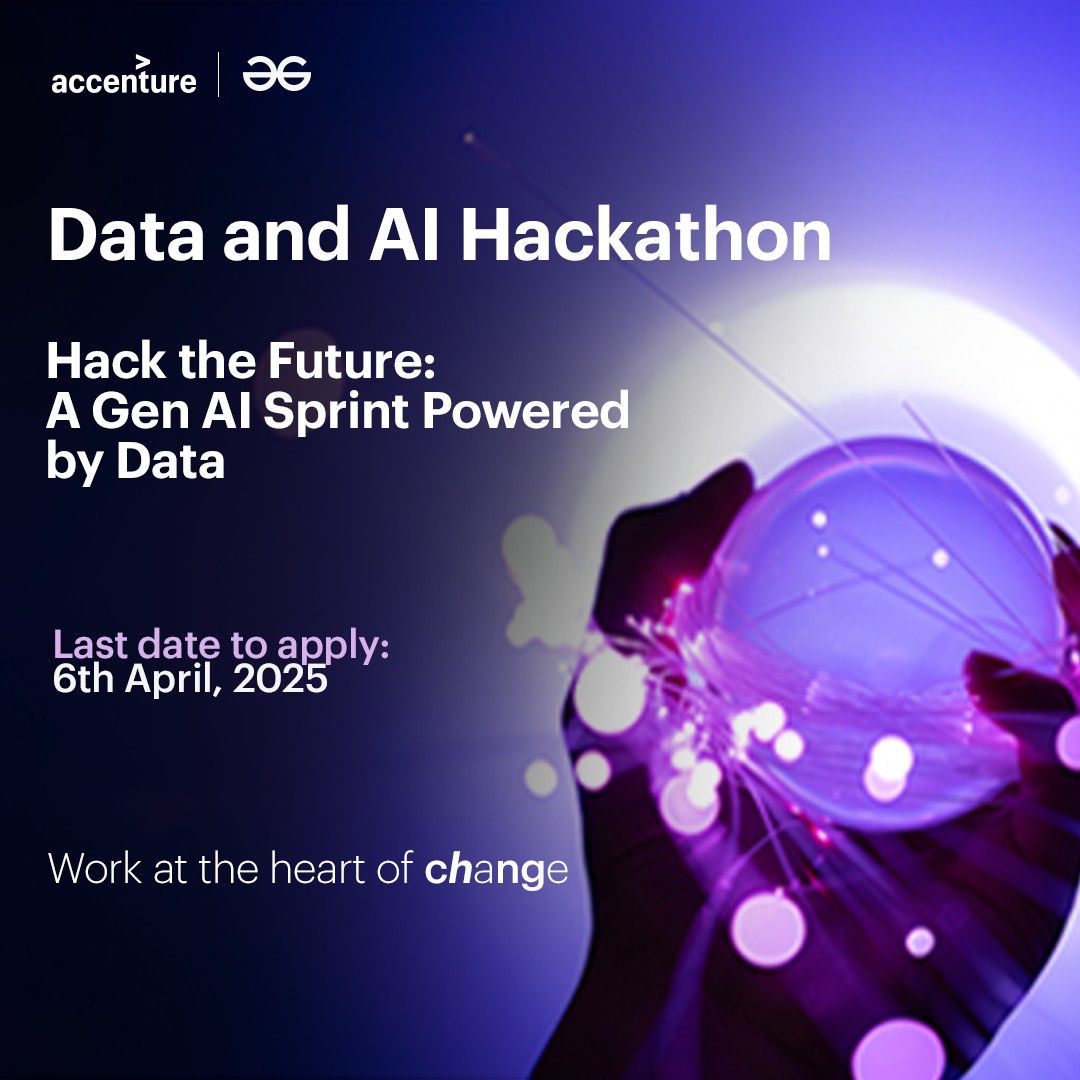 accenture
Data and AI Hackathon
Hack the Future:
A Gen AI Sprint Powered
by Data
Last date to apply:
6th April, 2025
Work at the heart of change